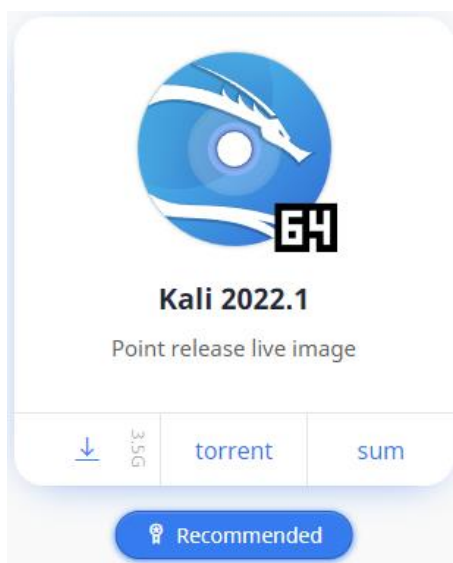 64
Kali 2022.1
Point release live image
3.5G
torrent
sum
Recommended